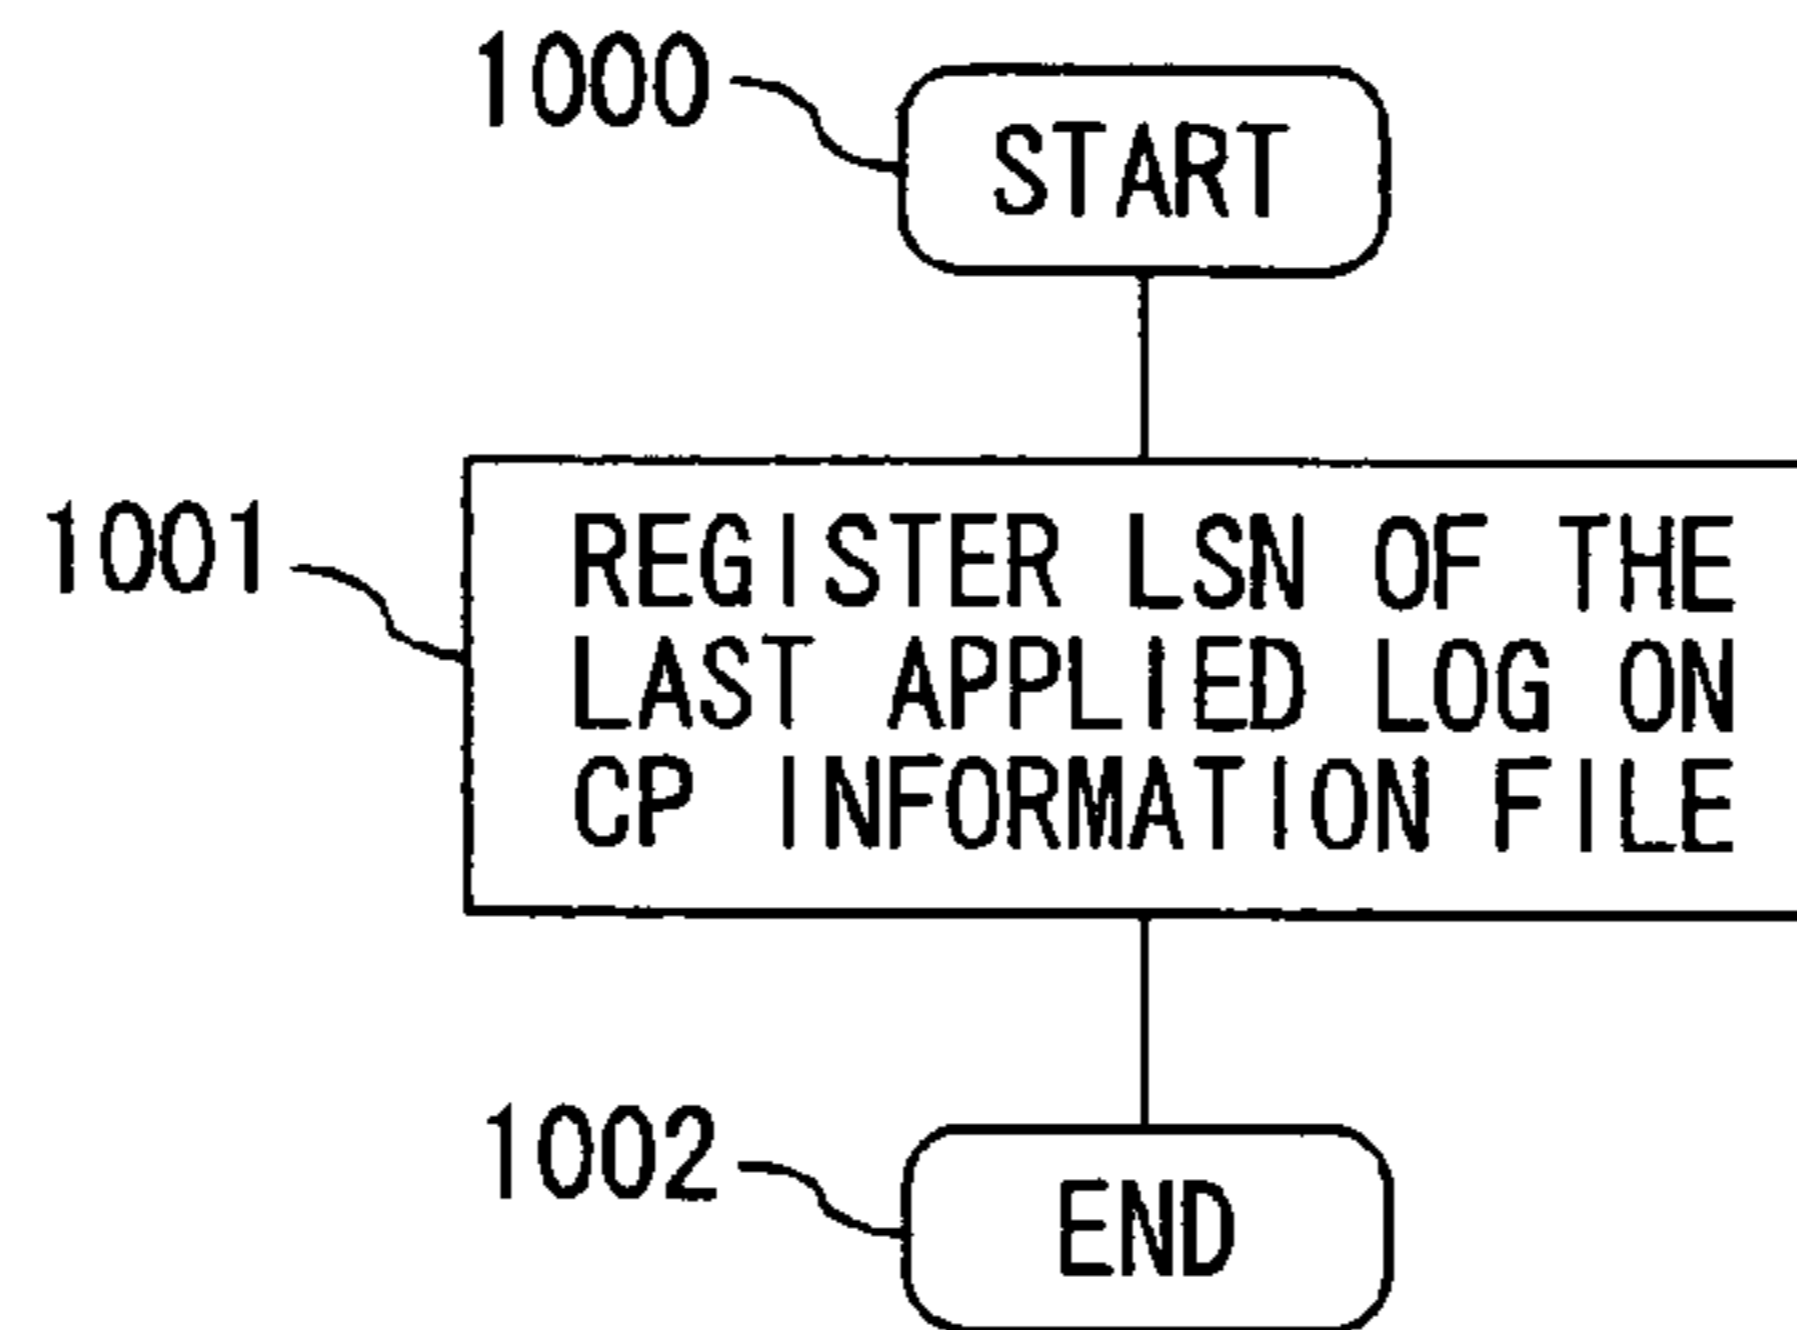 1000
START
1001
REGISTER LSN OF THE
LAST APPLIED LOG ON
CP INFORMATION FILE
1002
END